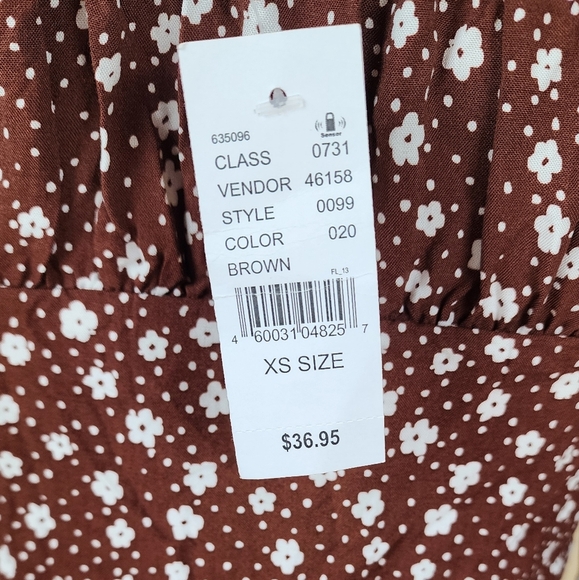 635096
Sensor
CLASS 0731
VENDOR 46158
STYLE 0099
COLOR 020
BROWN FL_13
4 60031 04825 7
XS SIZE
$36.95